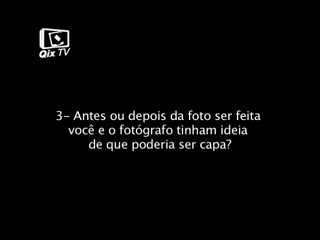 Qix TV
3- Antes ou depois da foto ser feita
você e o fotógrafo tinham ideia
de que poderia ser capa?